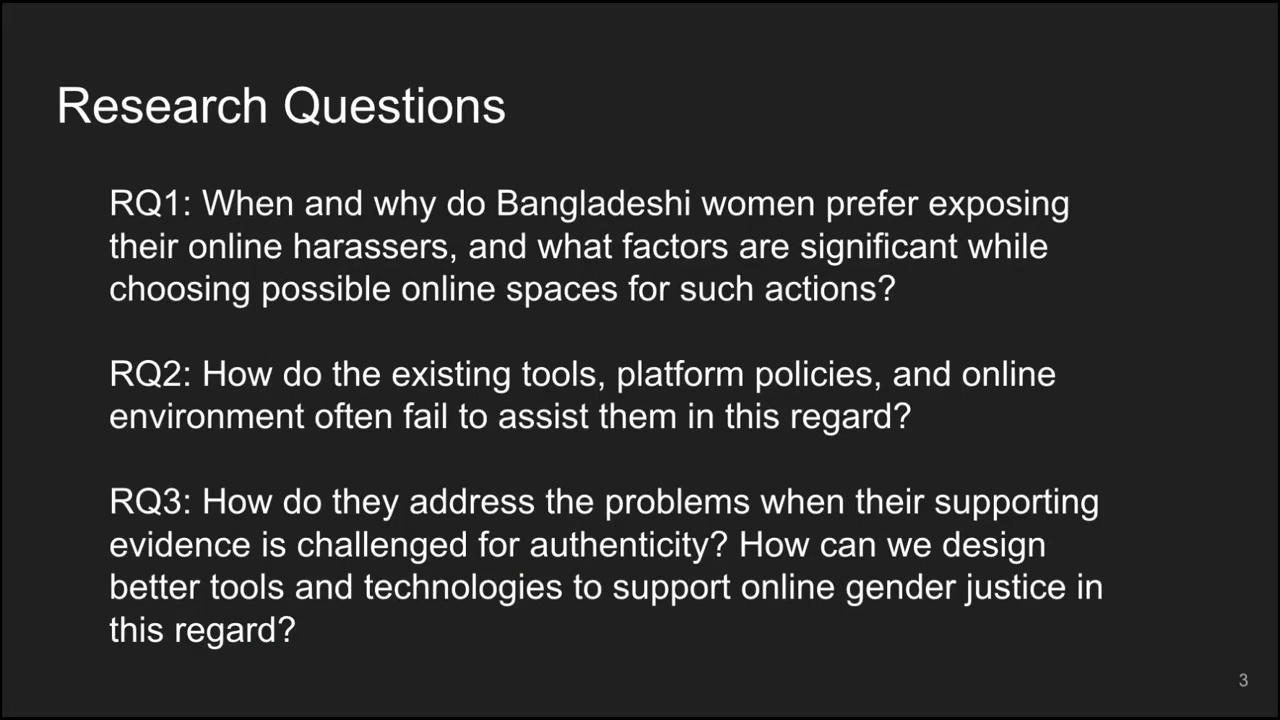 Research Questions
RQ1: When and why do Bangladeshi women prefer exposing
their online harassers, and what factors are significant while
choosing possible online spaces for such actions?
RQ2: How do the existing tools, platform policies, and online
environment often fail to assist them in this regard?
RQ3: How do they address the problems when their supporting
evidence is challenged for authenticity? How can we design
better tools and technologies to support online gender justice in
this regard?
3